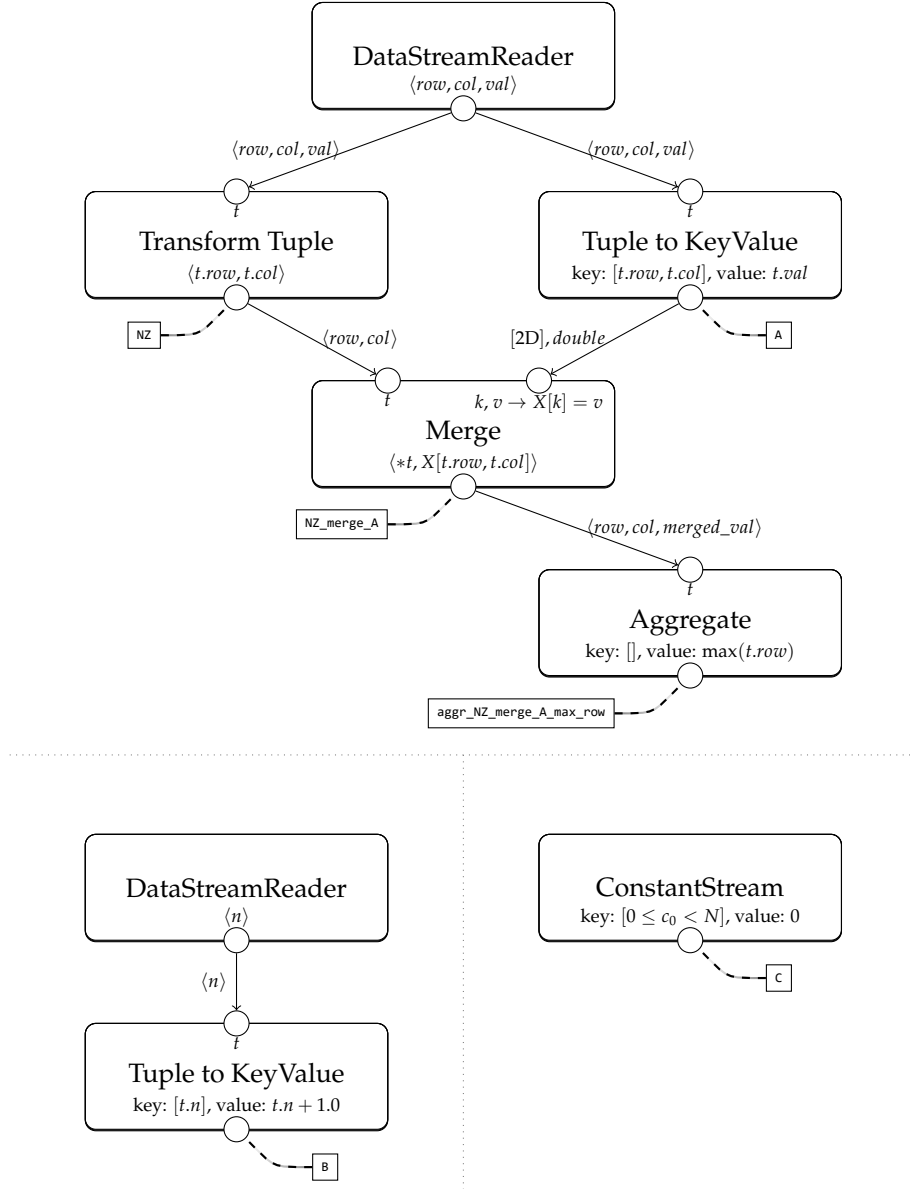 DataStreamReader
⟨row, col, val⟩
⟨row, col, val⟩ ⟨row, col, val⟩
t t
Transform Tuple Tuple to KeyValue
⟨t.row, t.col⟩ key: [t.row, t.col], value: t.val
NZ A
⟨row, col⟩ [2D], double
t k, v → X[k] = v
Merge
⟨∗t, X[t.row, t.col]⟩
NZ_merge_A
⟨row, col, merged_val⟩
t
Aggregate
key: [], value: max(t.row)
aggr_NZ_merge_A_max_row
DataStreamReader ConstantStream
⟨n⟩ key: [0 ≤ c₀ < N], value: 0
⟨n⟩ C
t
Tuple to KeyValue
key: [t.n], value: t.n + 1.0
B